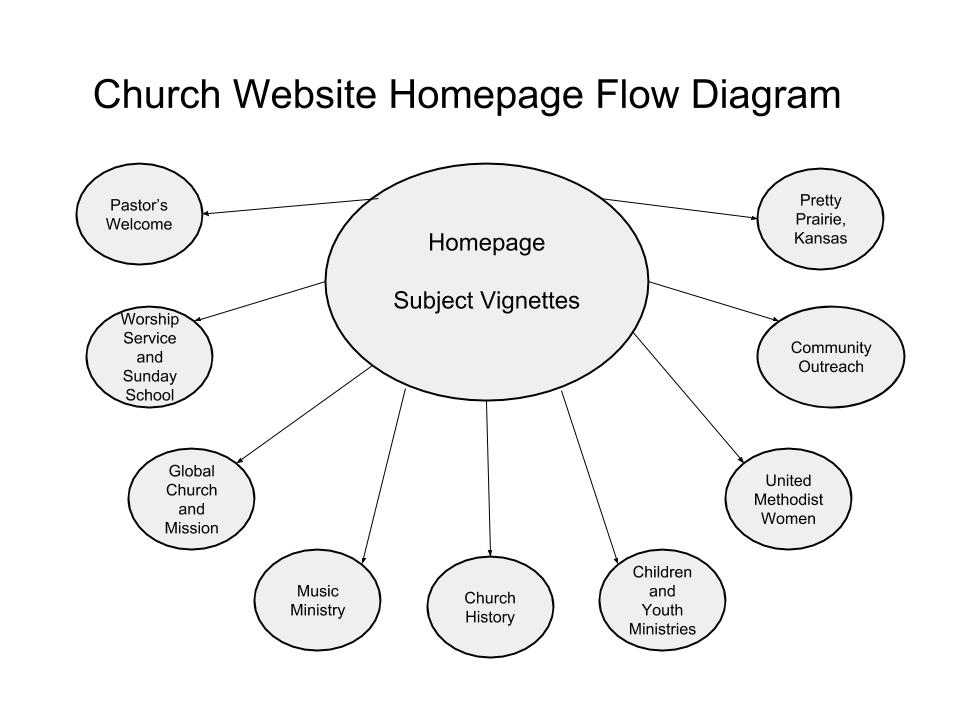 Church Website Homepage Flow Diagram
Pastor's
Welcome
Homepage
Subject Vignettes
Pretty
Prairie,
Kansas
Worship
Service
and
Sunday
School
Community
Outreach
Global
Church
and
Mission
United
Methodist
Women
Music
Ministry
Church
History
Children
and
Youth
Ministries